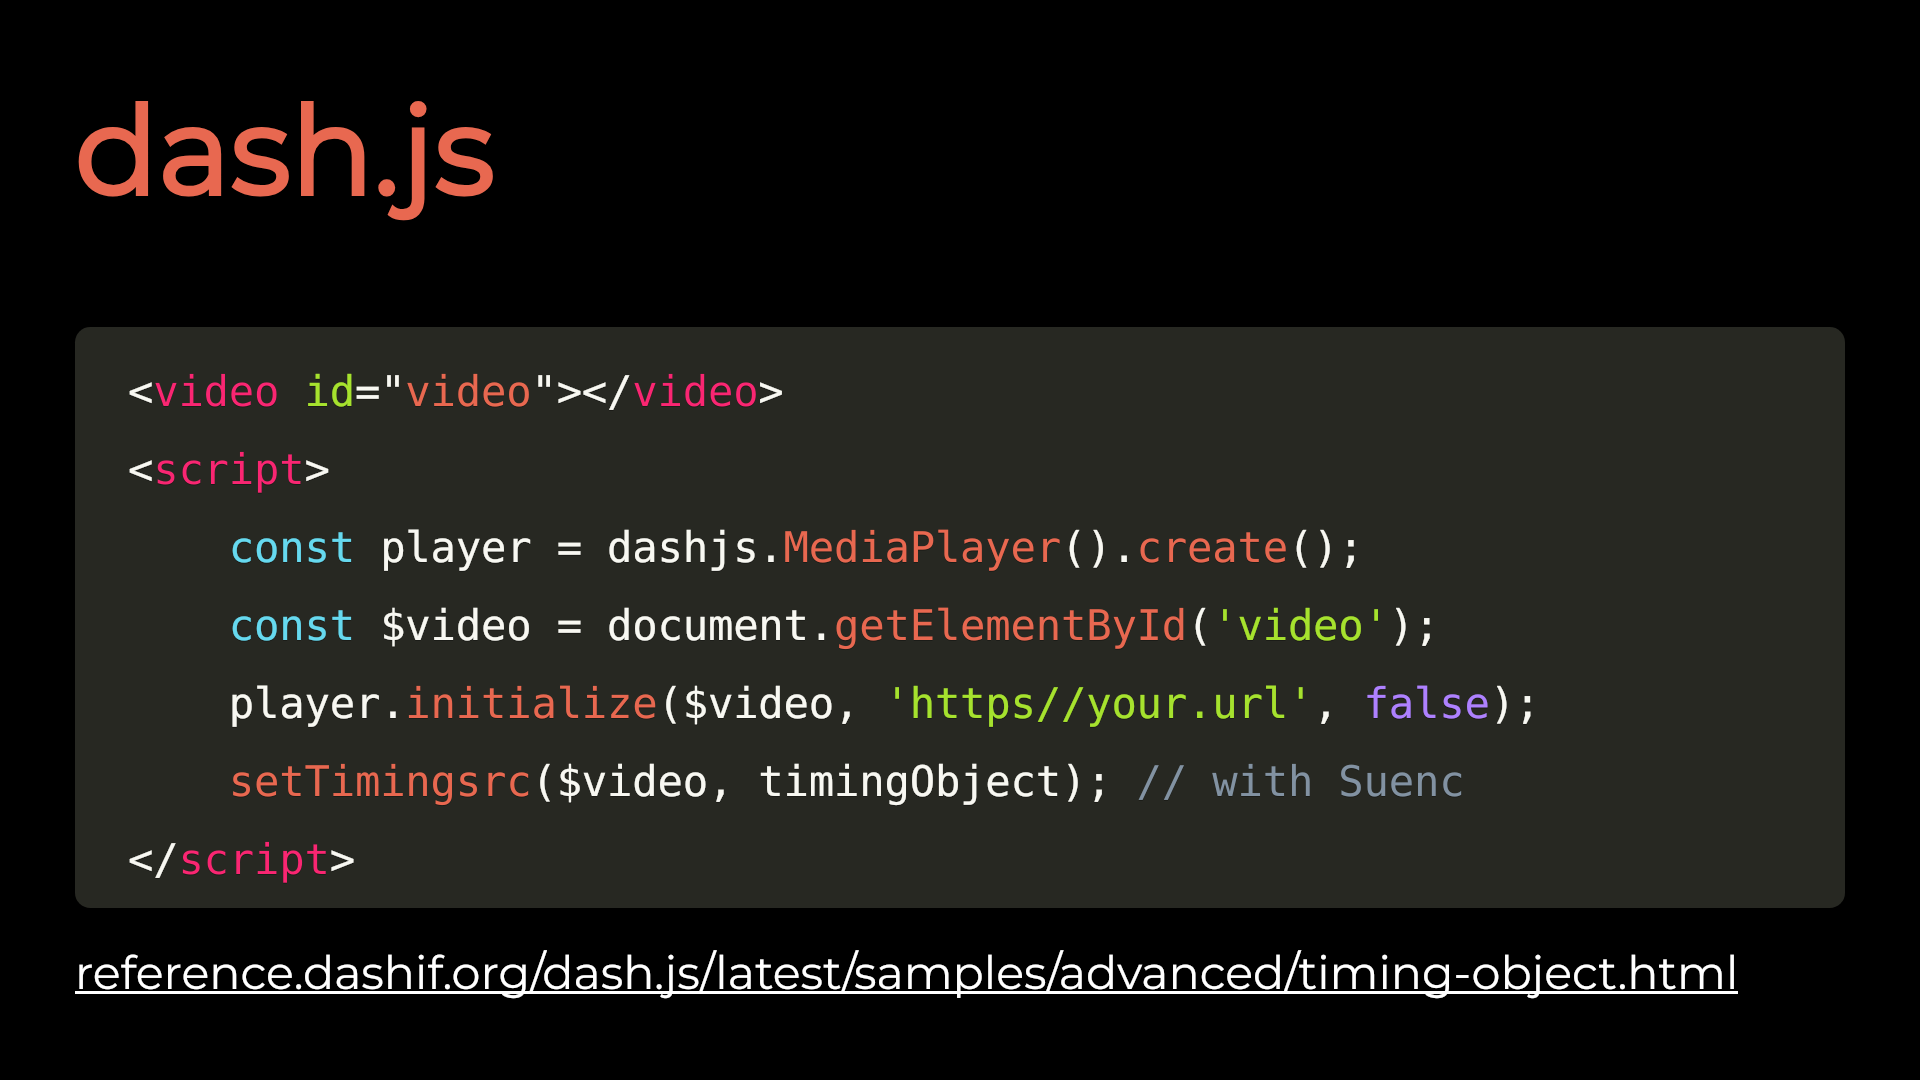 dash.js
<video id="video"></video>
<script>
    const player = dashjs.MediaPlayer().create();
    const $video = document.getElementById('video');
    player.initialize($video, 'https//your.url', false);
    setTimingsrc($video, timingObject); // with Suenc
</script>
reference.dashif.org/dash.js/latest/samples/advanced/timing-object.html